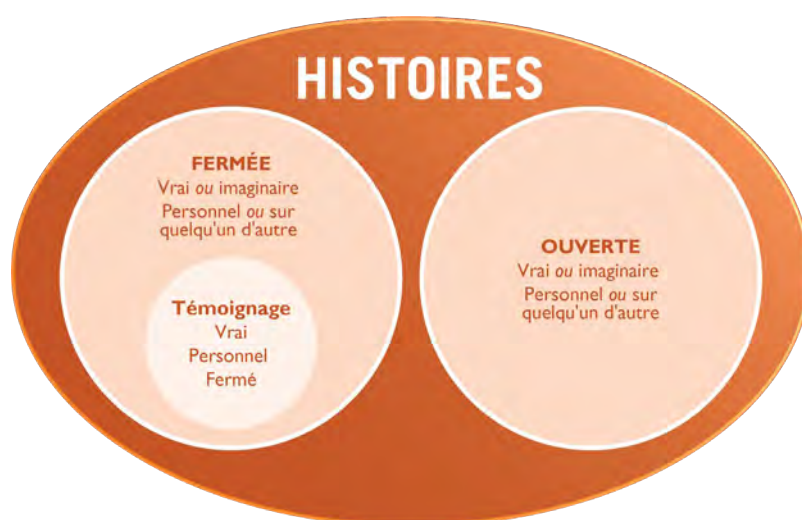 HISTOIRES
FERMÉE
Vrai ou imaginaire
Personnel ou sur
quelqu'un d'autre
Témoignage
Vrai
Personnel
Fermé
OUVERTE
Vrai ou imaginaire
Personnel ou sur
quelqu'un d'autre